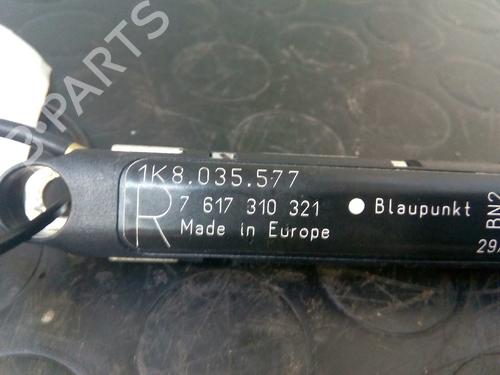 PARTS
1K8.035.577
R 7 617 310 321 Blaupunkt
Made in Europe
BN2
29